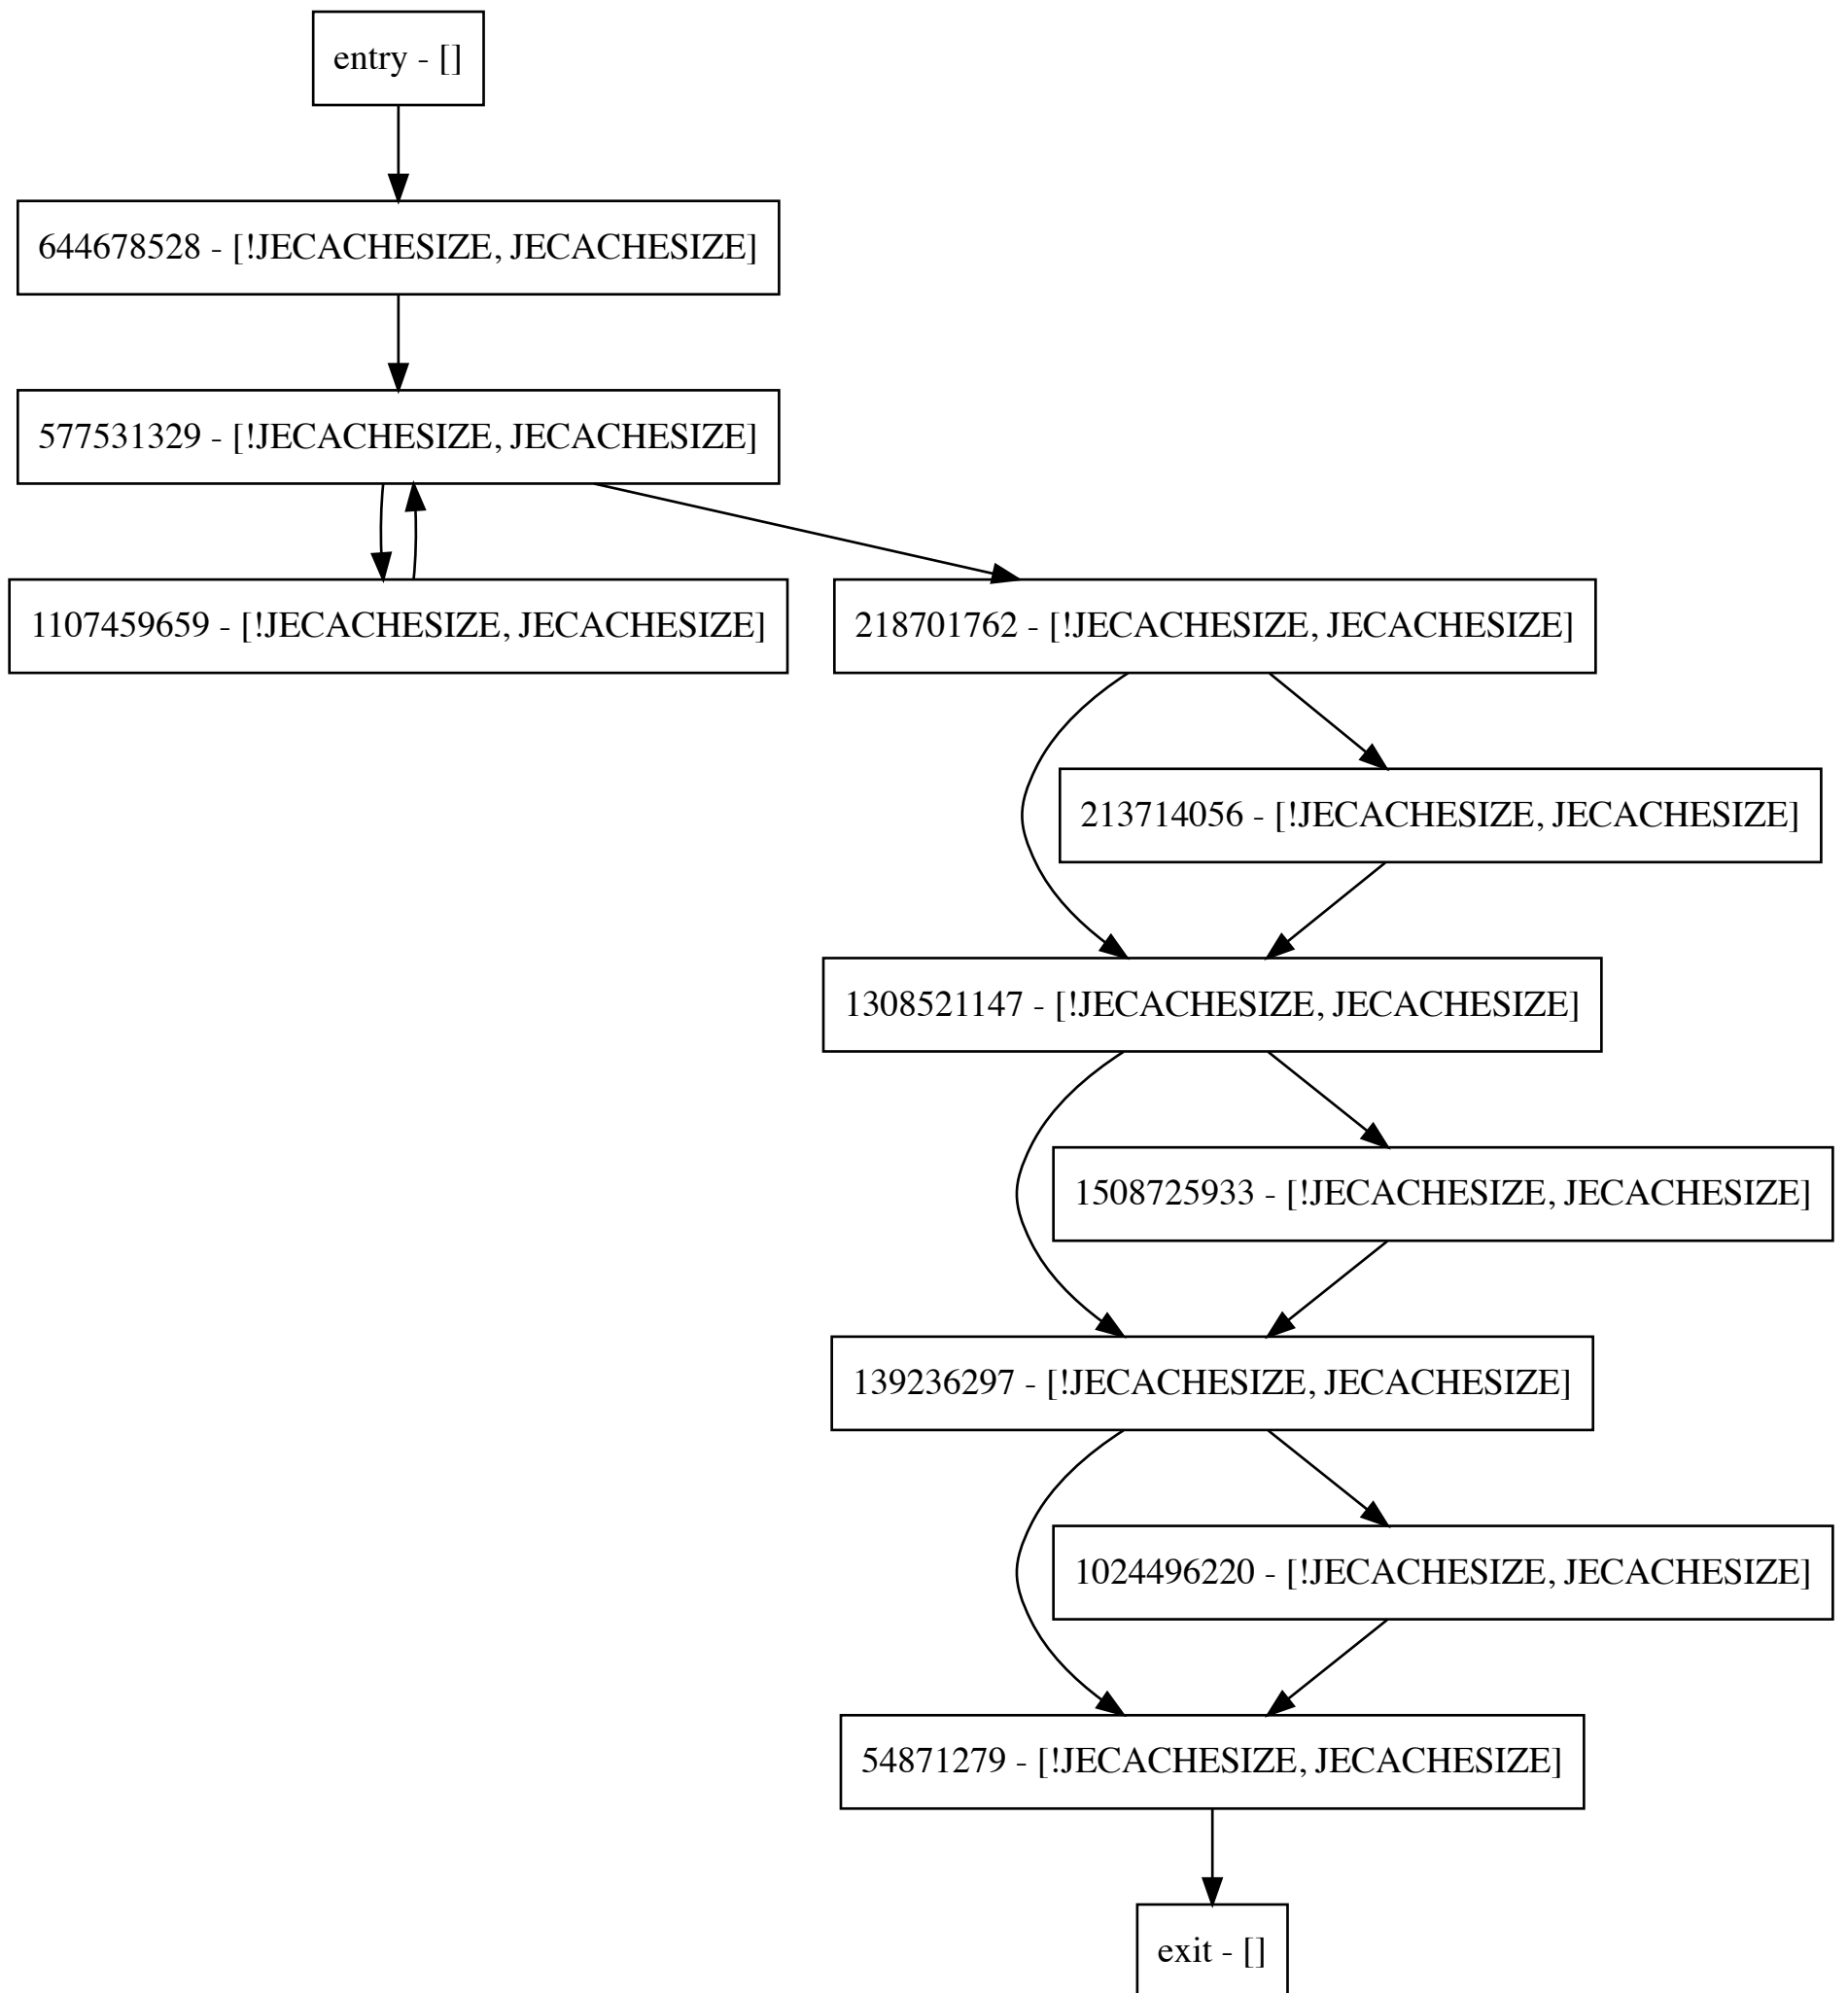 entry - []
644678528 - [!JECACHESIZE, JECACHESIZE]
577531329 - [!JECACHESIZE, JECACHESIZE]
1107459659 - [!JECACHESIZE, JECACHESIZE]
218701762 - [!JECACHESIZE, JECACHESIZE]
213714056 - [!JECACHESIZE, JECACHESIZE]
1308521147 - [!JECACHESIZE, JECACHESIZE]
1508725933 - [!JECACHESIZE, JECACHESIZE]
139236297 - [!JECACHESIZE, JECACHESIZE]
1024496220 - [!JECACHESIZE, JECACHESIZE]
54871279 - [!JECACHESIZE, JECACHESIZE]
exit - []